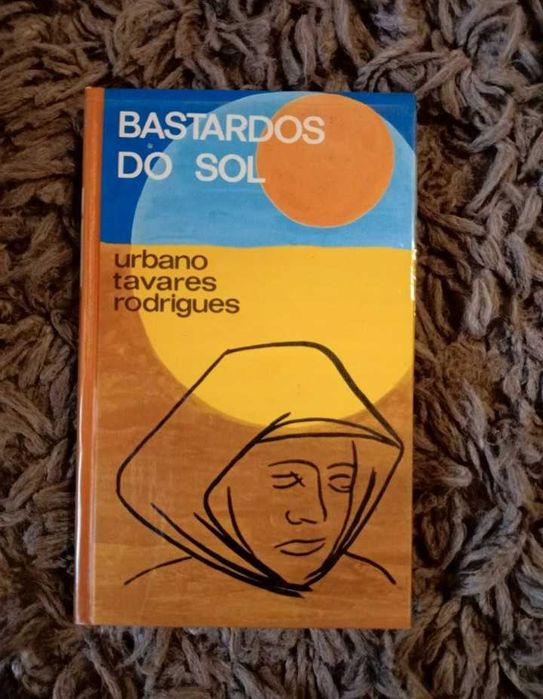 BASTARDOS
DO SOL
urbano
tavares
rodrigues